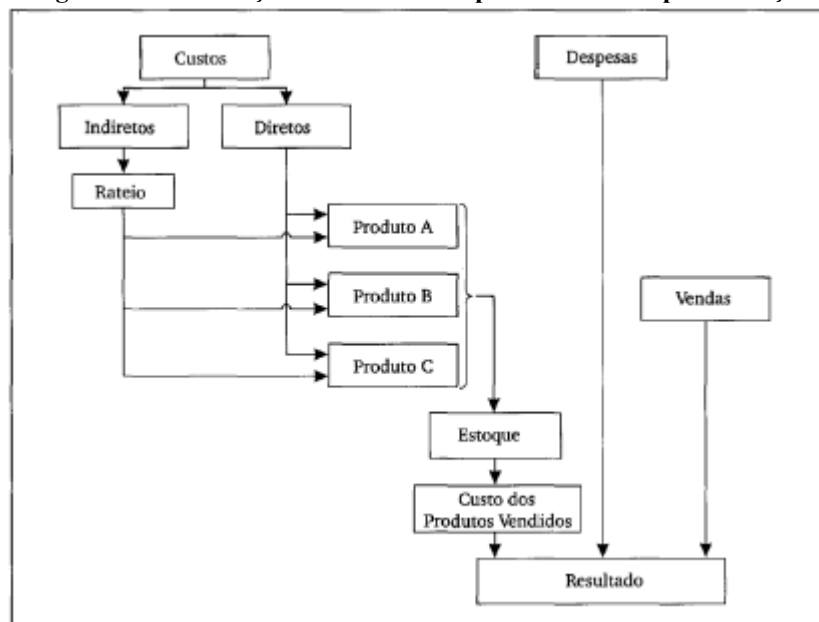 Custos
Despesas
Indiretos
Diretos
Rateio
Produto A
Produto B
Vendas
Produto C
Estoque
Custo dos
Produtos Vendidos
Resultado